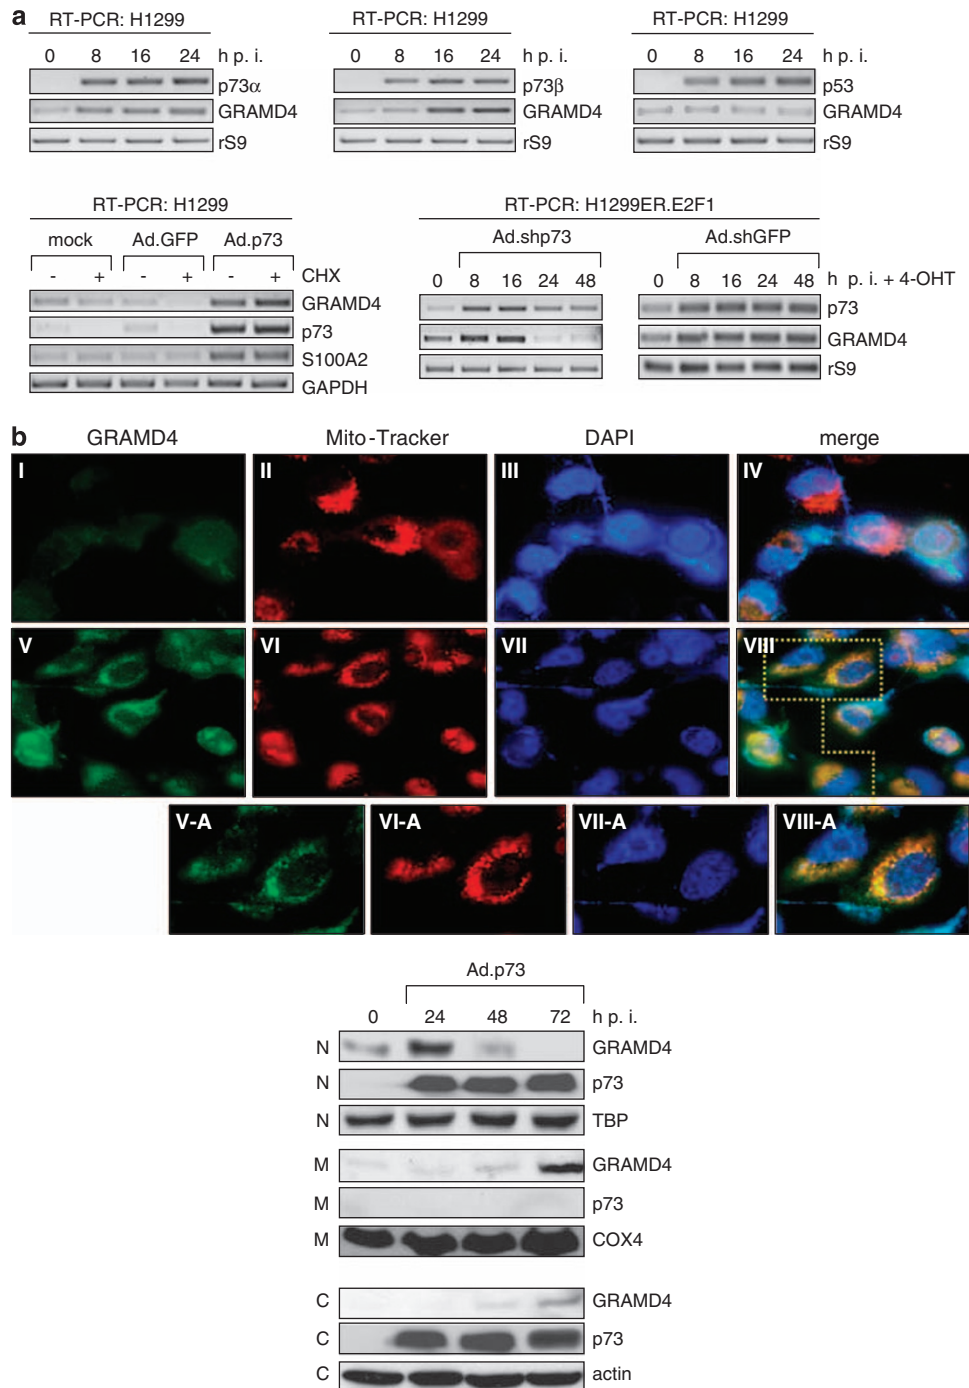 a
RT-PCR: H1299
0 8 16 24 h p. i.
p73α
GRAMD4
rS9
RT-PCR: H1299
0 8 16 24 h p. i.
p73β
GRAMD4
rS9
RT-PCR: H1299
0 8 16 24 h p. i.
p53
GRAMD4
rS9
RT-PCR: H1299
mock Ad.GFP Ad.p73
- + - + - + CHX
GRAMD4
p73
S100A2
GAPDH
RT-PCR: H1299ER.E2F1
Ad.shp73 Ad.shGFP
0 8 16 24 48 0 8 16 24 48 h p. i. + 4-OHT
p73
GRAMD4
rS9
b
GRAMD4 Mito-Tracker DAPI merge
I II III IV
V VI VII VIII
V-A VI-A VII-A VIII-A
Ad.p73
0 24 48 72 h p. i.
N GRAMD4
N p73
N TBP
M GRAMD4
M p73
M COX4
C GRAMD4
C p73
C actin